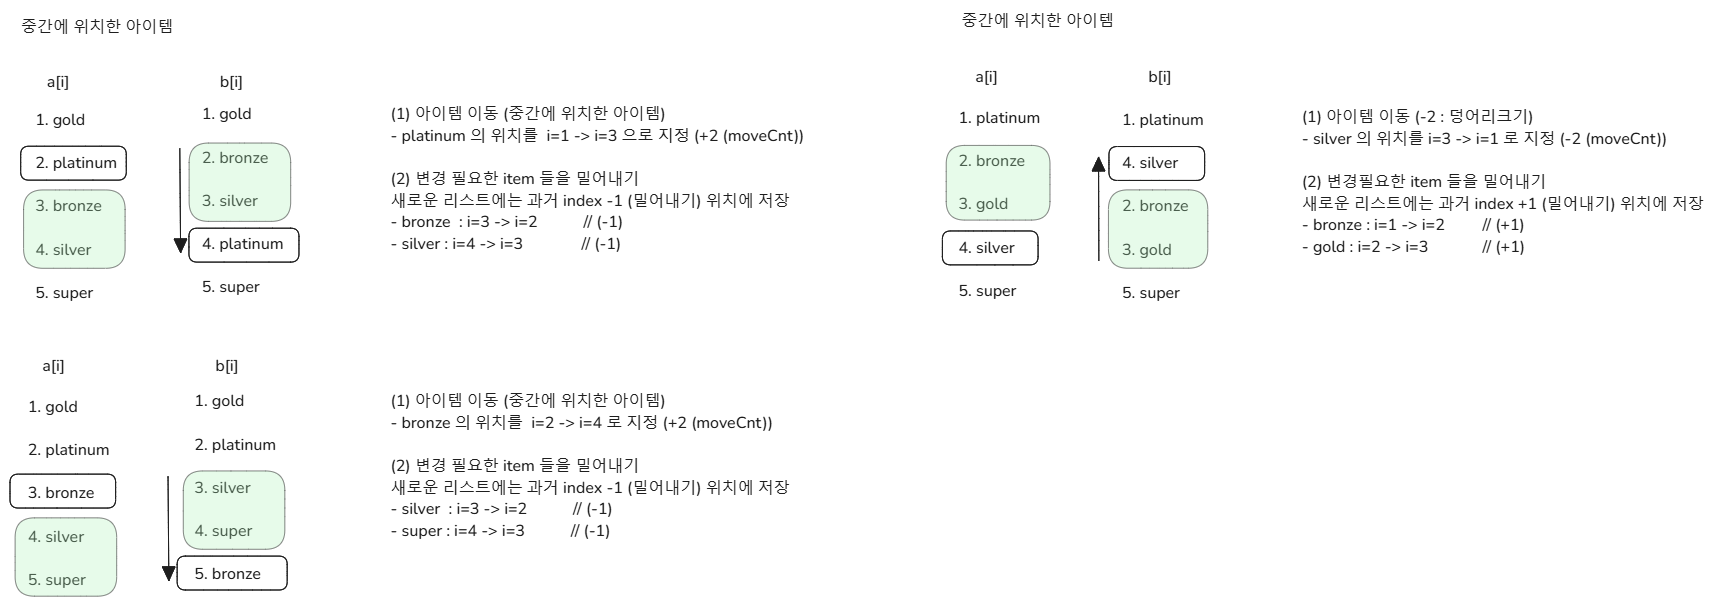 중간에 위치한 아이템
a[i]
1. gold
2. platinum
3. bronze
4. silver
5. super
b[i]
1. gold
2. bronze
3. silver
4. platinum
5. super
(1) 아이템 이동 (중간에 위치한 아이템)
- platinum 의 위치를 i=1 -> i=3 으로 지정 (+2 (moveCnt))
(2) 변경 필요한 item 들을 밀어내기
새로운 리스트에는 과거 index -1 (밀어내기) 위치에 저장
- bronze : i=3 -> i=2 // (-1)
- silver : i=4 -> i=3 // (-1)
a[i]
1. gold
2. platinum
3. bronze
4. silver
5. super
b[i]
1. gold
2. platinum
3. silver
4. super
5. bronze
(1) 아이템 이동 (중간에 위치한 아이템)
- bronze 의 위치를 i=2 -> i=4 로 지정 (+2 (moveCnt))
(2) 변경 필요한 item 들을 밀어내기
새로운 리스트에는 과거 index -1 (밀어내기) 위치에 저장
- silver : i=3 -> i=2 // (-1)
- super : i=4 -> i=3 // (-1)
중간에 위치한 아이템
a[i]
1. platinum
2. bronze
3. gold
4. silver
5. super
b[i]
1. platinum
4. silver
2. bronze
3. gold
5. super
(1) 아이템 이동 (-2 : 덩어리크기)
- silver 의 위치를 i=3 -> i=1 로 지정 (-2 (moveCnt))
(2) 변경필요한 item 들을 밀어내기
새로운 리스트에는 과거 index +1 (밀어내기) 위치에 저장
- bronze : i=1 -> i=2 // (+1)
- gold : i=2 -> i=3 // (+1)